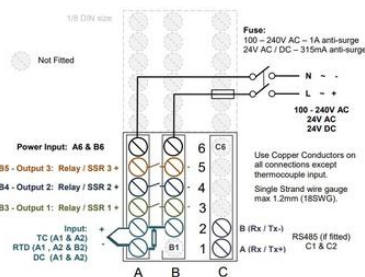 1/8 DIN size
Fuse:
100 – 240V AC – 1A anti-surge
24V AC / DC – 315mA anti-surge
Not Fitted
N ~ -
L ~ +
100 - 240V AC
24V AC
24V DC
Power Input: A6 & B6
6
C6
B5 - Output 3: Relay / SSR 3 +
-
5
B4 - Output 2: Relay / SSR 2 +
-
4
B3 - Output 1: Relay / SSR 1 +
-
3
Use Copper Conductors on
all connections except
thermocouple input.
Single Strand wire gauge
max 1.2mm (18SWG).
Input:
TC (A1 & A2)
RTD (A1 , A2 & B2)
DC (A1 & A2)
2
B (Rx / Tx-)
B1
1
A (Rx / Tx+)
RS485 (if fitted)
C1 & C2
A B C